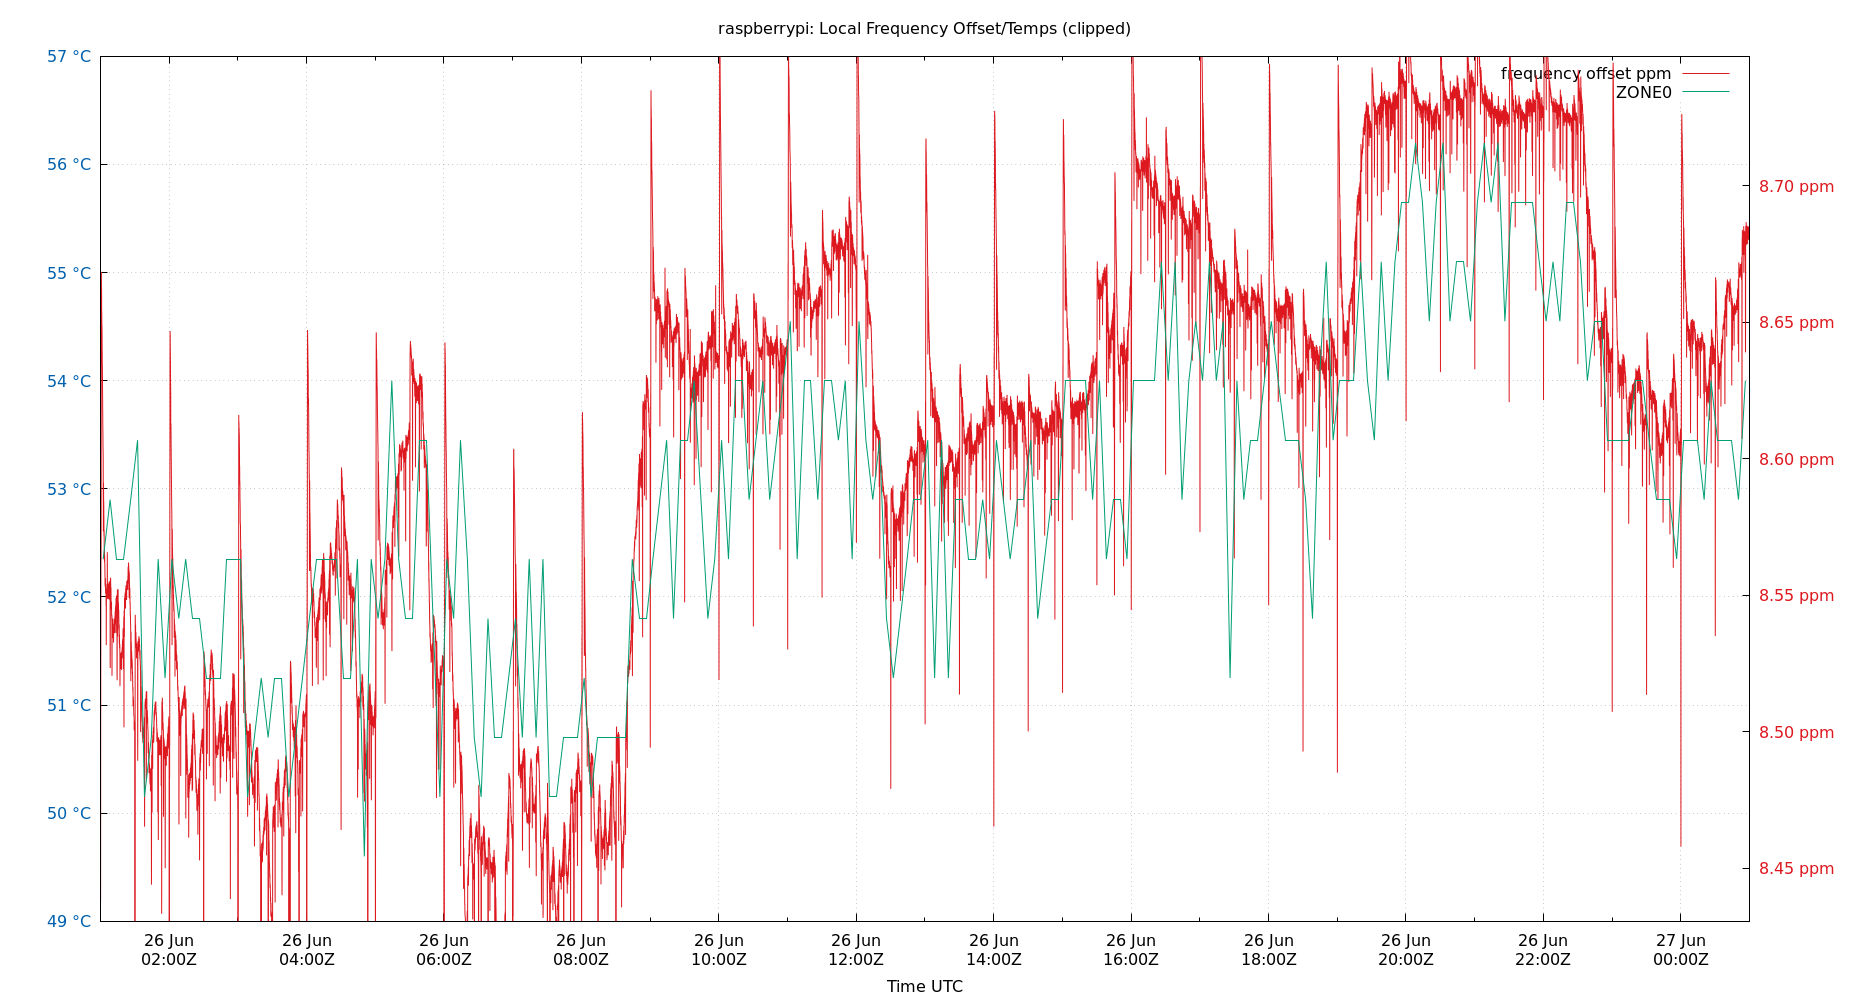 raspberrypi: Local Frequency Offset/Temps (clipped)
57 °C
56 °C
55 °C
54 °C
53 °C
52 °C
51 °C
50 °C
49 °C
frequency offset ppm
ZONE0
8.70 ppm
8.65 ppm
8.60 ppm
8.55 ppm
8.50 ppm
8.45 ppm
26 Jun 26 Jun 26 Jun 26 Jun 26 Jun 26 Jun 26 Jun 26 Jun 26 Jun 26 Jun 26 Jun 27 Jun
02:00Z 04:00Z 06:00Z 08:00Z 10:00Z 12:00Z 14:00Z 16:00Z 18:00Z 20:00Z 22:00Z 00:00Z
Time UTC